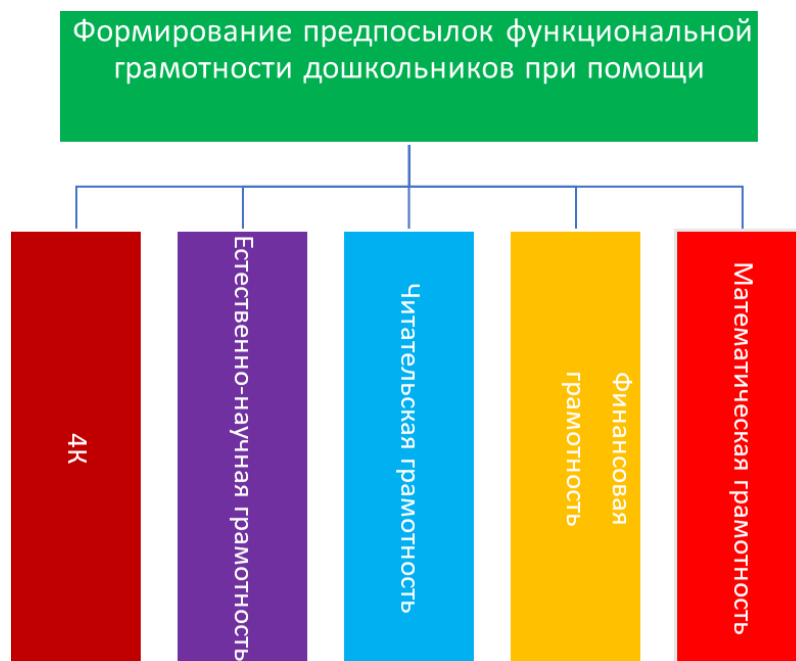 Формирование предпосылок функциональной
грамотности дошкольников при помощи
4К
Естественно-научная грамотность
Читательская грамотность
Финансовая
грамотность
Математическая грамотность